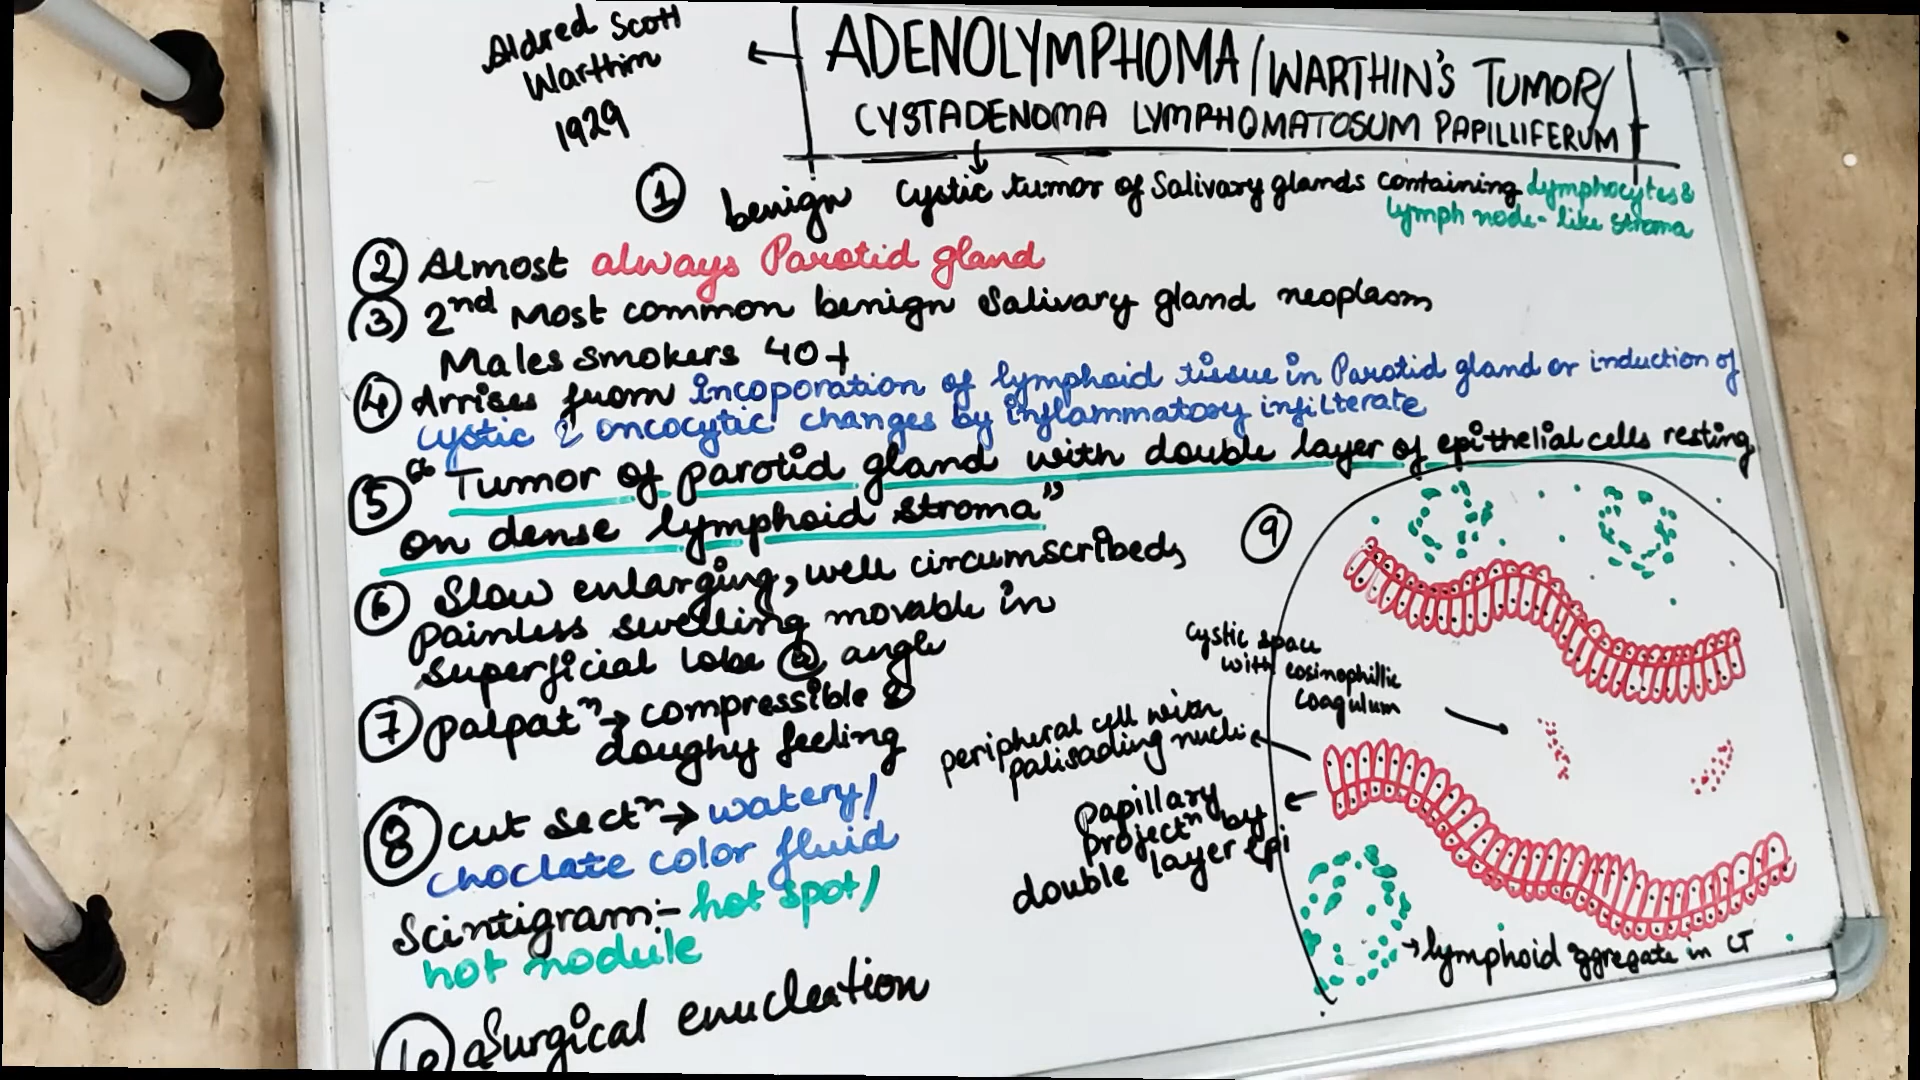 Aldred Scott
Warthim
1929
ADENOLYMPHOMA/WARTHIN'S TUMOR/
CYSTADENOMA LYMPHOMATOSUM PAPILLIFERUM
① benign Cystic tumor of Salivary glands containing lymphocytes &
lymph node-like stroma
② Almost always Parotid gland
③ 2nd Most common benign Salivary gland neoplasm
Males smokers 40+
④ Arrises from incoporation of lymphoid tissue in Parotid gland or induction of
cystic & oncocytic changes by inflammatory infilterate
⑤ "Tumor of parotid gland with double layer of epithelial cells resting
on dense lymphoid stroma"
⑥ Slow enlarging, well circumscribed,
painless swelling movable in
superficial lobe @ angle
⑦ palpatn → compressible &
doughy feeling
⑧ cut sectn → watery/
choclate color fluid
Scintigram:- hot spot/
hot nodule
10 Surgical enucleation
⑨
cystic space
with eosinophillic
coagulum
peripheral cell with
palisading nuclei
papillary
projectn by
double layer epi
lymphoid aggregate in CT